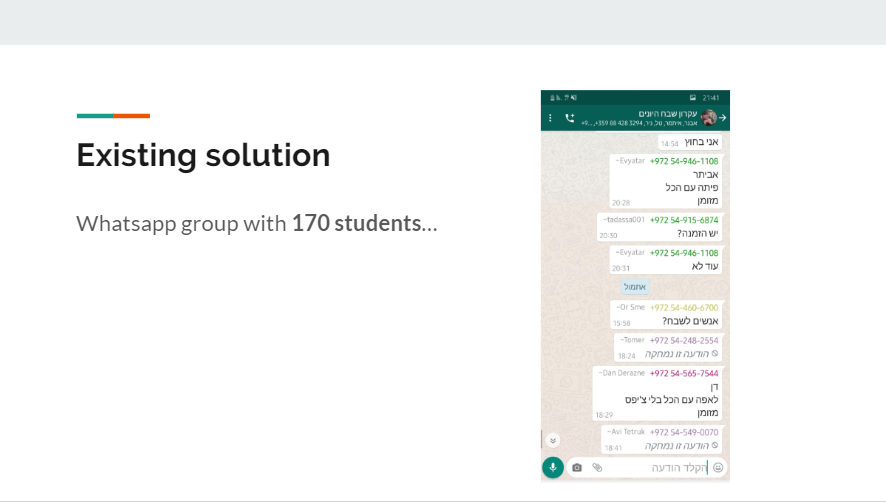 Existing solution
Whatsapp group with 170 students...
21:41
עקרון שבח היונים
אבנר, איתמר, טל, ניר, +359 88 428 3294, +9...
אני בחוץ
14:54
~Evyatar +972 54-946-1108
אביתר
פיתה עם הכל
מזומן
20:28
~tadassa001 +972 54-915-6874
יש הזמנה?
20:30
~Evyatar +972 54-946-1108
עוד לא
20:31
אתמול
~Or Sme +972 54-460-6700
אנשים לשבח?
15:58
~Tomer +972 54-248-2554
הודעה זו נמחקה
18:24
~Dan Derazne +972 54-565-7544
דן
לאפה עם הכל בלי צ'יפס
מזומן
18:29
~Avi Tetruk +972 54-549-0070
הודעה זו נמחקה
18:41
הקלד הודעה